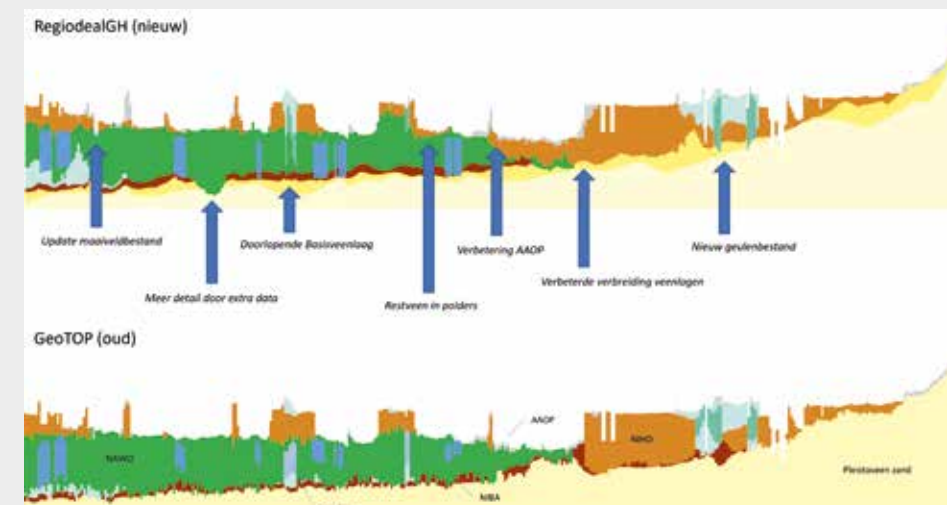 RegiodealGH (nieuw)
Update maaiveldbestand
Doorlopende Basisveenlaag
Verbetering AAOP
Nieuw geulenbestand
Meer detail door extra data
Restveen in polders
Verbeterde verbreiding veenlagen
GeoTOP (oud)
AAOP
NAWO
NIHO
NIBA
Pleistoceen zand